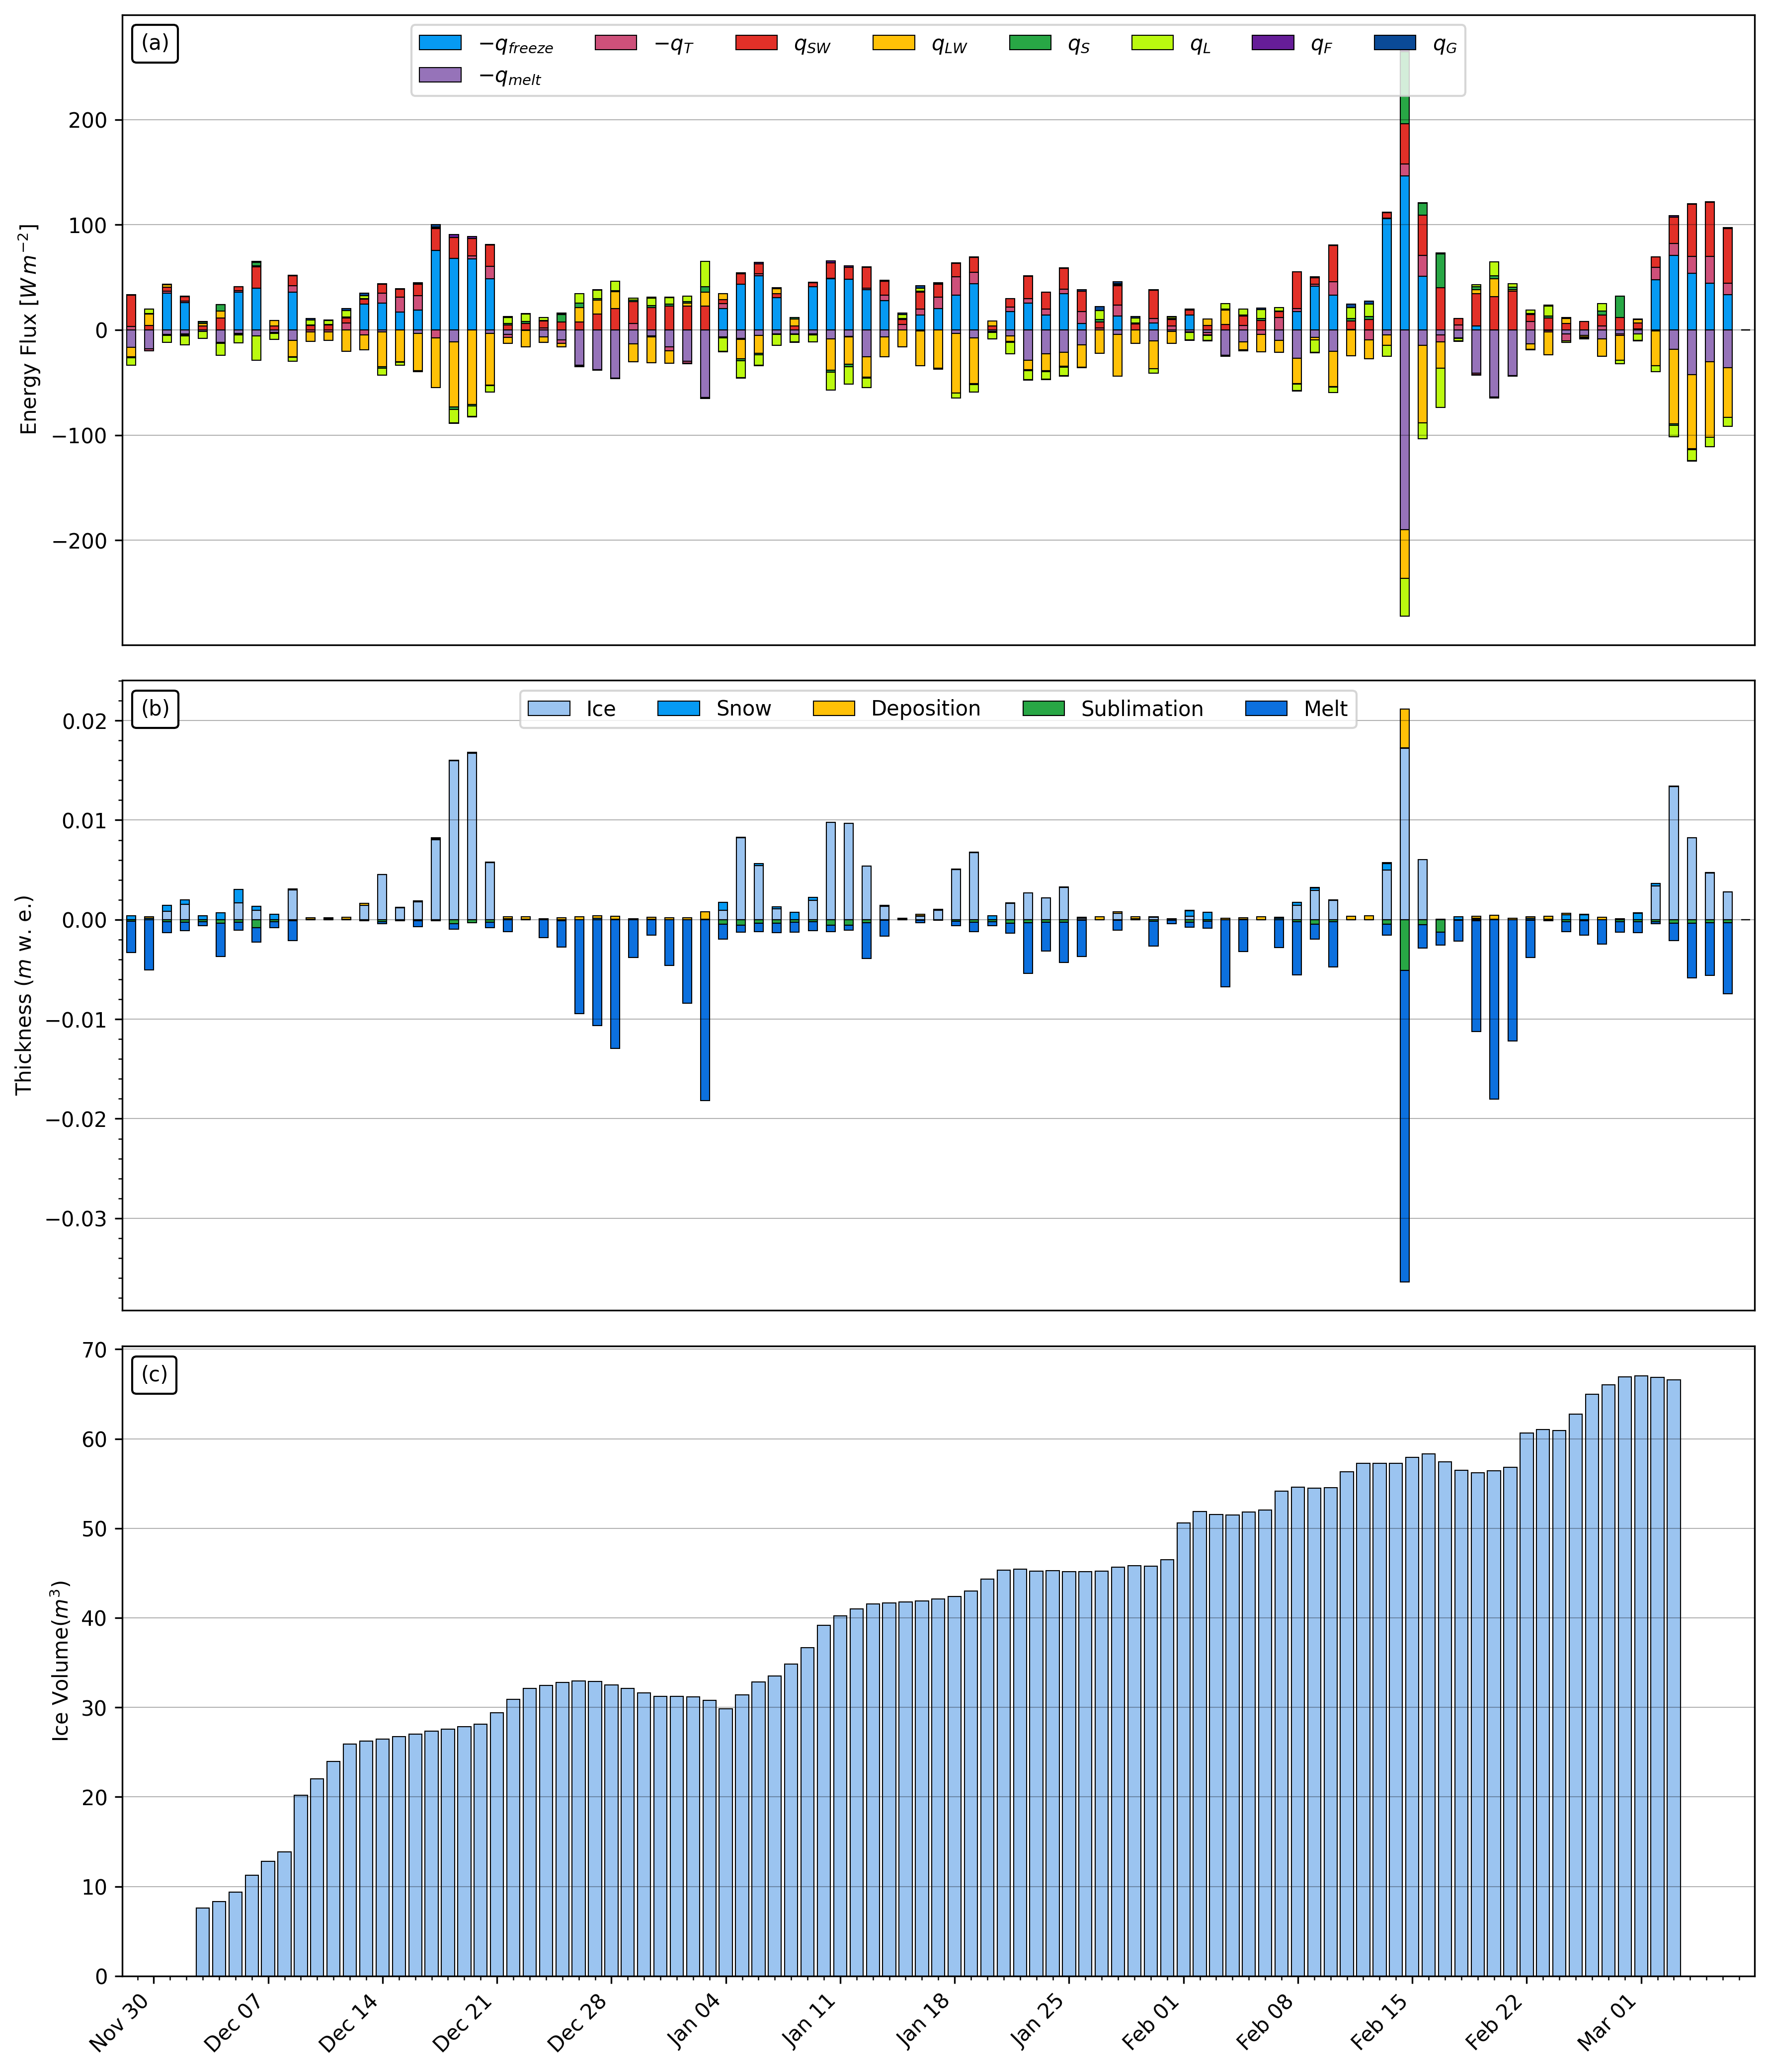 (a)
−q_freeze −q_T q_SW q_LW q_S q_L q_F q_G
−q_melt
Energy Flux [W m⁻²]
200
100
0
−100
−200
(b)
Ice Snow Deposition Sublimation Melt
Thickness (m w. e.)
0.02
0.01
0.00
−0.01
−0.02
−0.03
(c)
Ice Volume(m³)
70
60
50
40
30
20
10
0
Nov 30 Dec 07 Dec 14 Dec 21 Dec 28 Jan 04 Jan 11 Jan 18 Jan 25 Feb 01 Feb 08 Feb 15 Feb 22 Mar 01